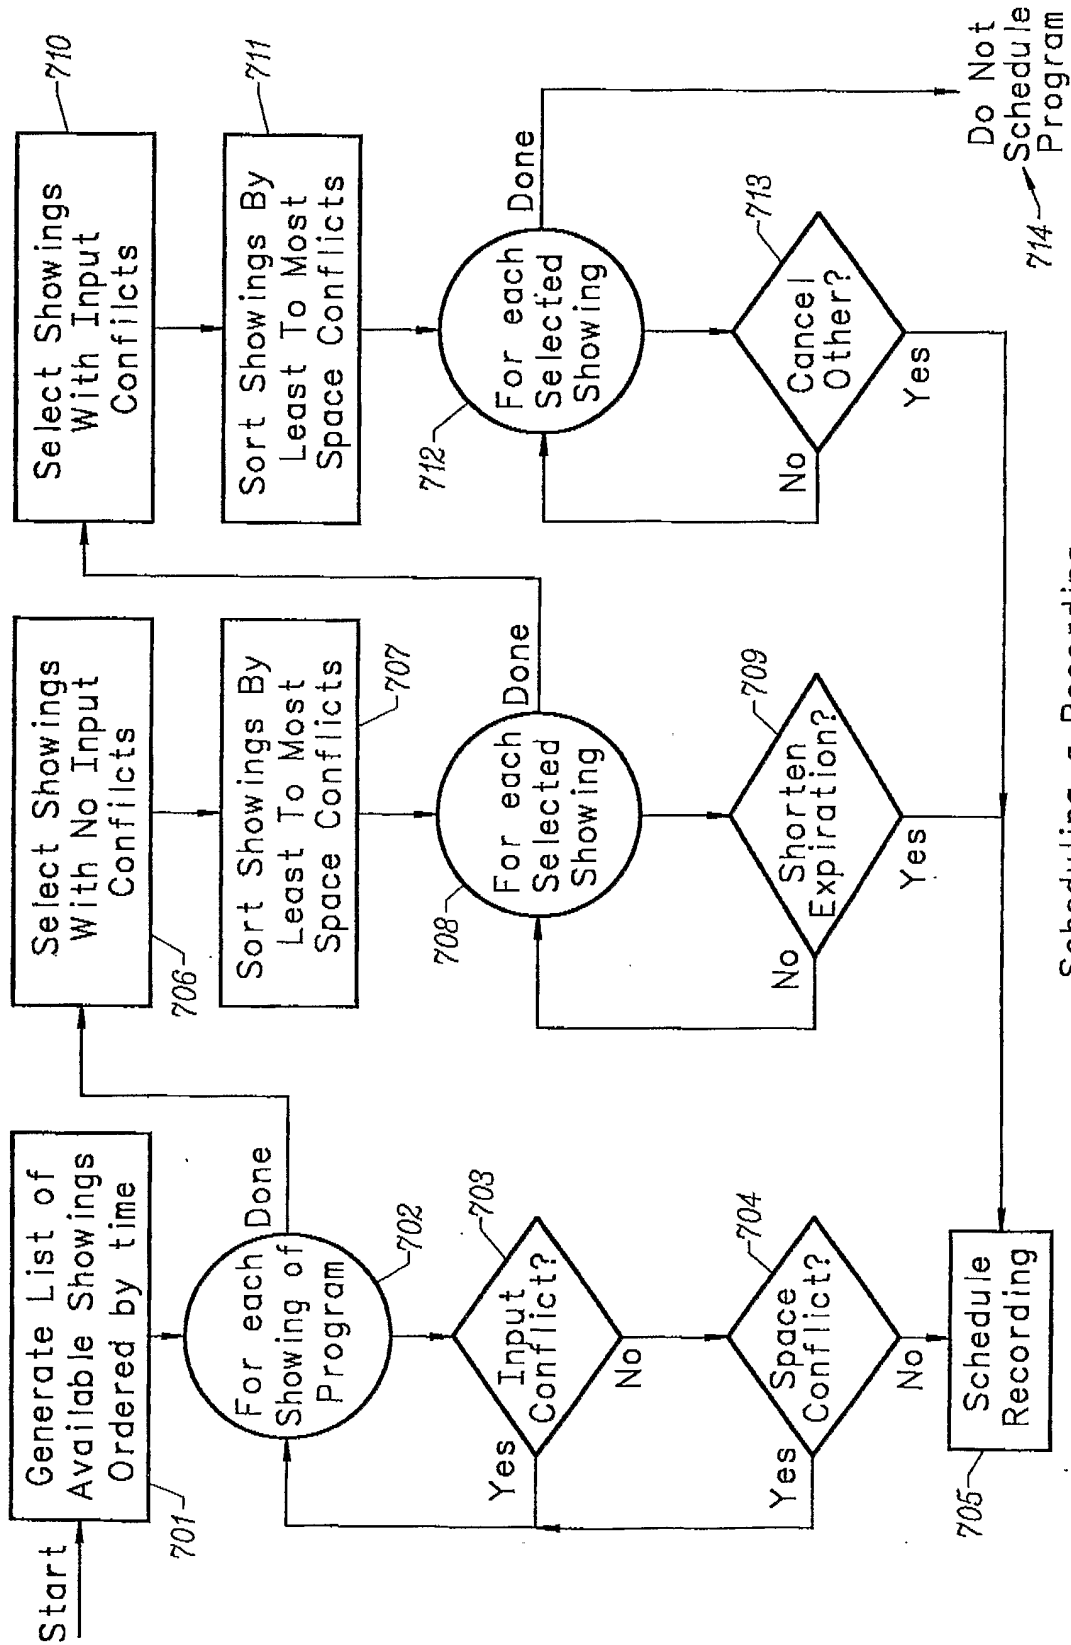 Start
Generate List of
Available Showings
Ordered by time
701
For each
Showing of
Program
Done
702
Input
Conflict?
703
Yes
No
Space
Conflict?
704
Yes
No
Schedule
Recording
705
Select Showings
With No Input
Confilcts
706
Sort Showings By
Least To Most
Space Conflicts
707
For each
Selected
Showing
Done
708
Shorten
Expiration?
709
No
Yes
Select Showings
With Input
Confilcts
710
Sort Showings By
Least To Most
Space Conflicts
711
For each
Selected
Showing
Done
712
Cancel
Other?
713
No
Yes
Do Not
Schedule
Program
714
Scheduling a Recording